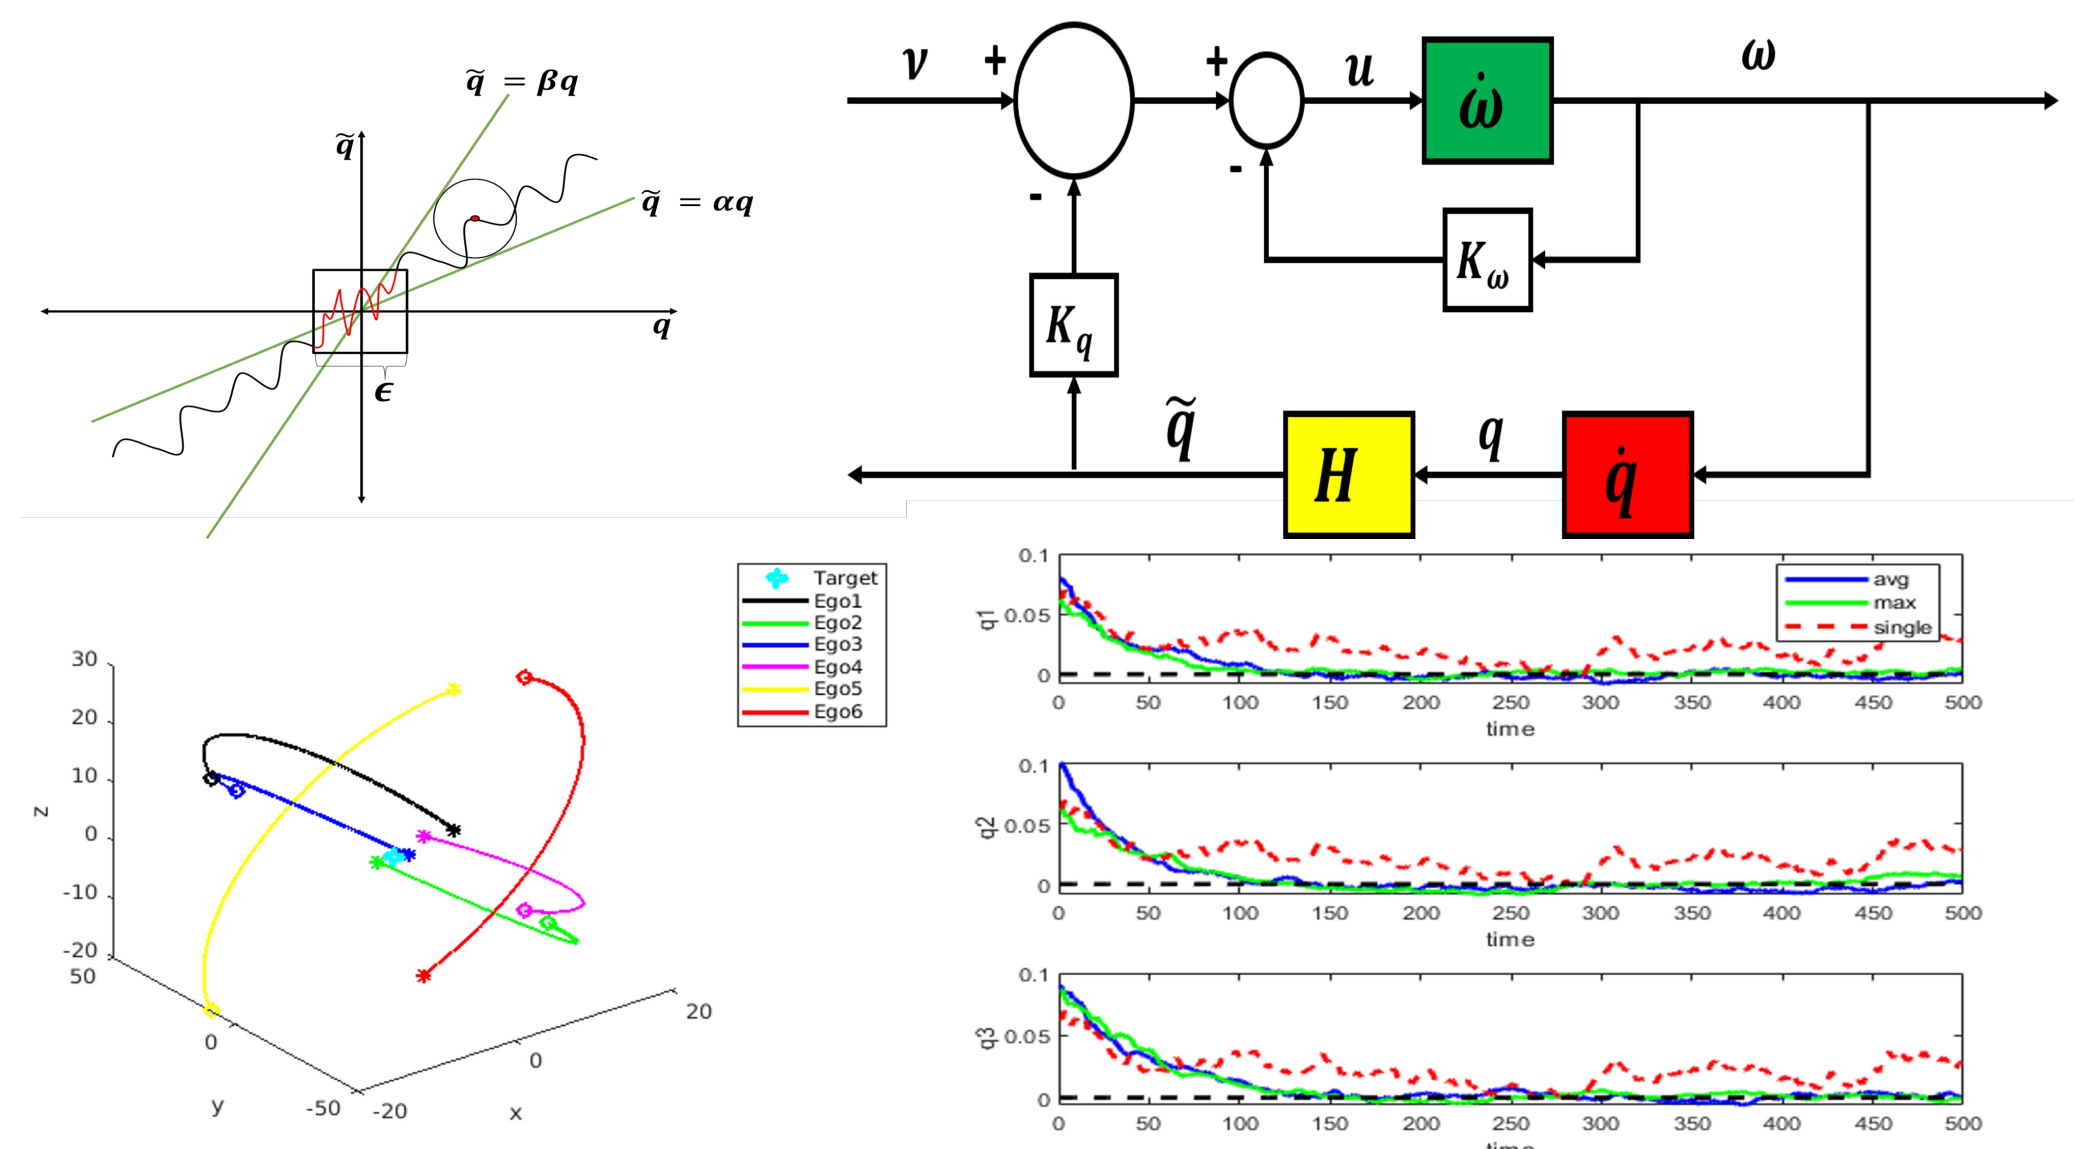 q̃ = βq
q̃
q̃ = αq
q
ϵ
ν
+
-
+
-
u
ω̇
ω
K_ω
K_q
q̃
H
q
q̇
Target
Ego1
Ego2
Ego3
Ego4
Ego5
Ego6
30
20
10
0
-10
-20
z
50
0
-50
y
-20
0
20
x
0.1
0.05
0
q1
avg
max
single
0 50 100 150 200 250 300 350 400 450 500
time
0.1
0.05
0
q2
0 50 100 150 200 250 300 350 400 450 500
time
0.1
0.05
0
q3
0 50 100 150 200 250 300 350 400 450 500
time